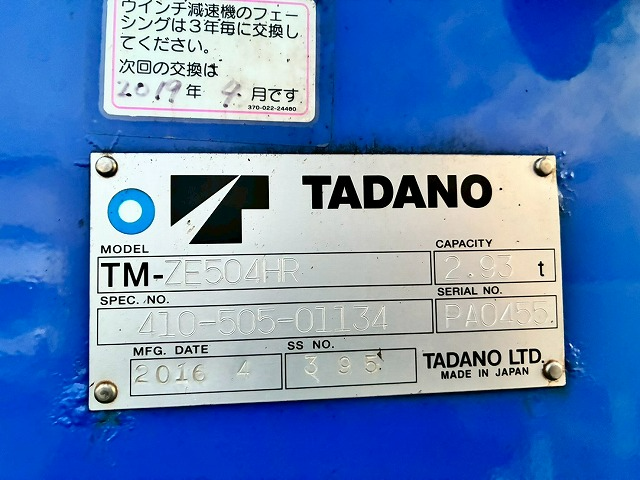 ウインチ減速機のフェー
シングは3年毎に交換し
てください。
次回の交換は
2019年 4月です
370-022-24460
TADANO
MODEL
TM-ZE504HR
CAPACITY
2.93 t
SPEC. NO.
410-505-01134
SERIAL NO.
PA0455
MFG. DATE
2016 4
SS NO.
395
TADANO LTD.
MADE IN JAPAN